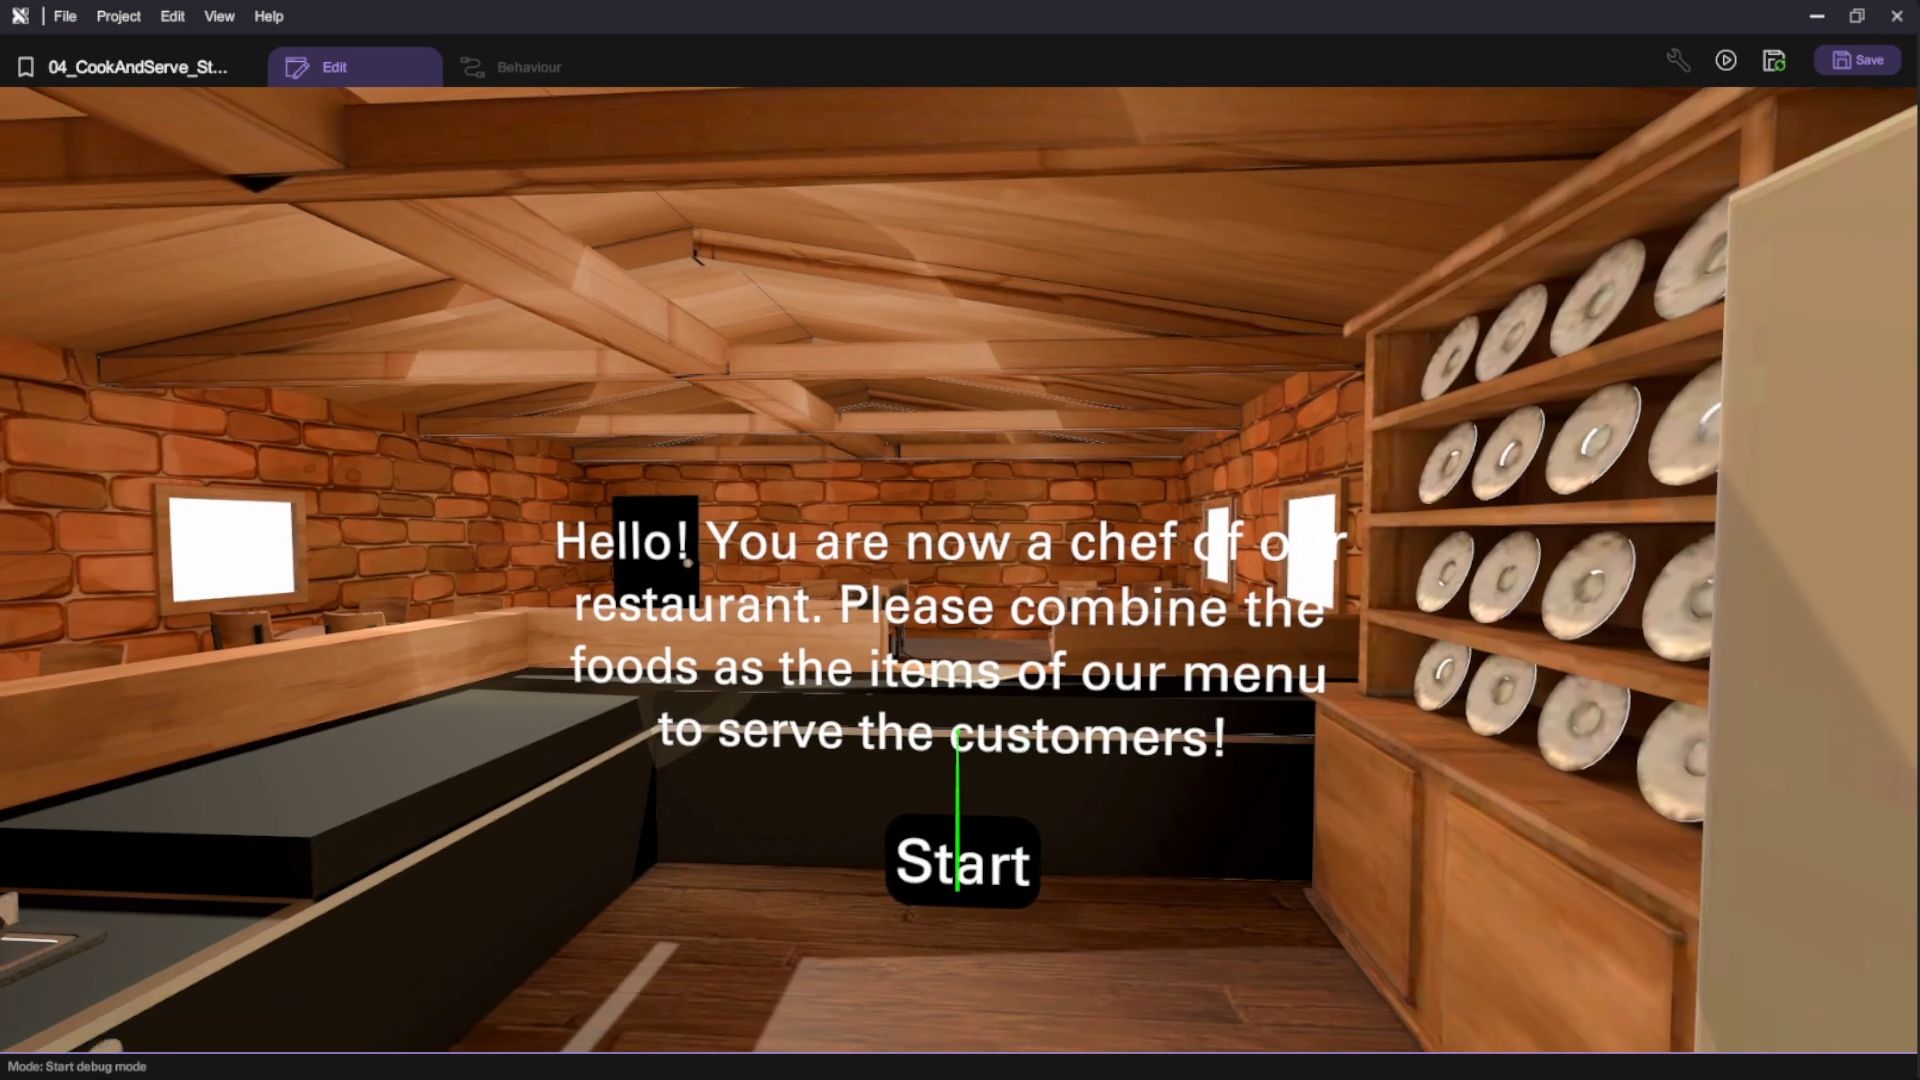 File Project Edit View Help
04_CookAndServe_St... Edit Behaviour Save
Hello! You are now a chef of our
restaurant. Please combine the
foods as the items of our menu
to serve the customers!
Start
Mode: Start debug mode